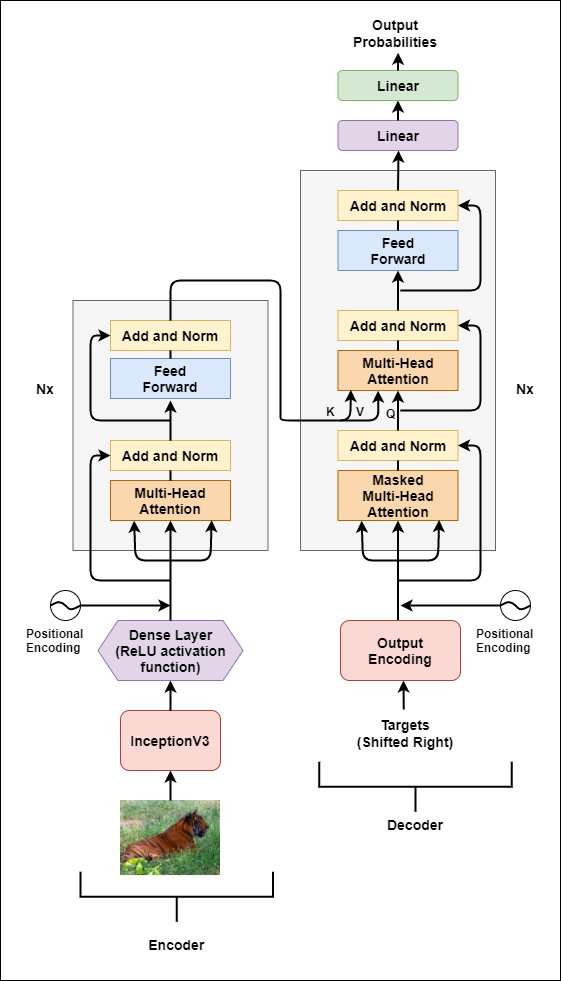 Output
Probabilities
Linear
Linear
Add and Norm
Feed
Forward
Add and Norm
Multi-Head
Attention
K
V
Q
Add and Norm
Masked
Multi-Head
Attention
Nx
Add and Norm
Feed
Forward
Nx
Add and Norm
Multi-Head
Attention
Positional
Encoding
Dense Layer
(ReLU activation
function)
InceptionV3
Encoder
Output
Encoding
Positional
Encoding
Targets
(Shifted Right)
Decoder